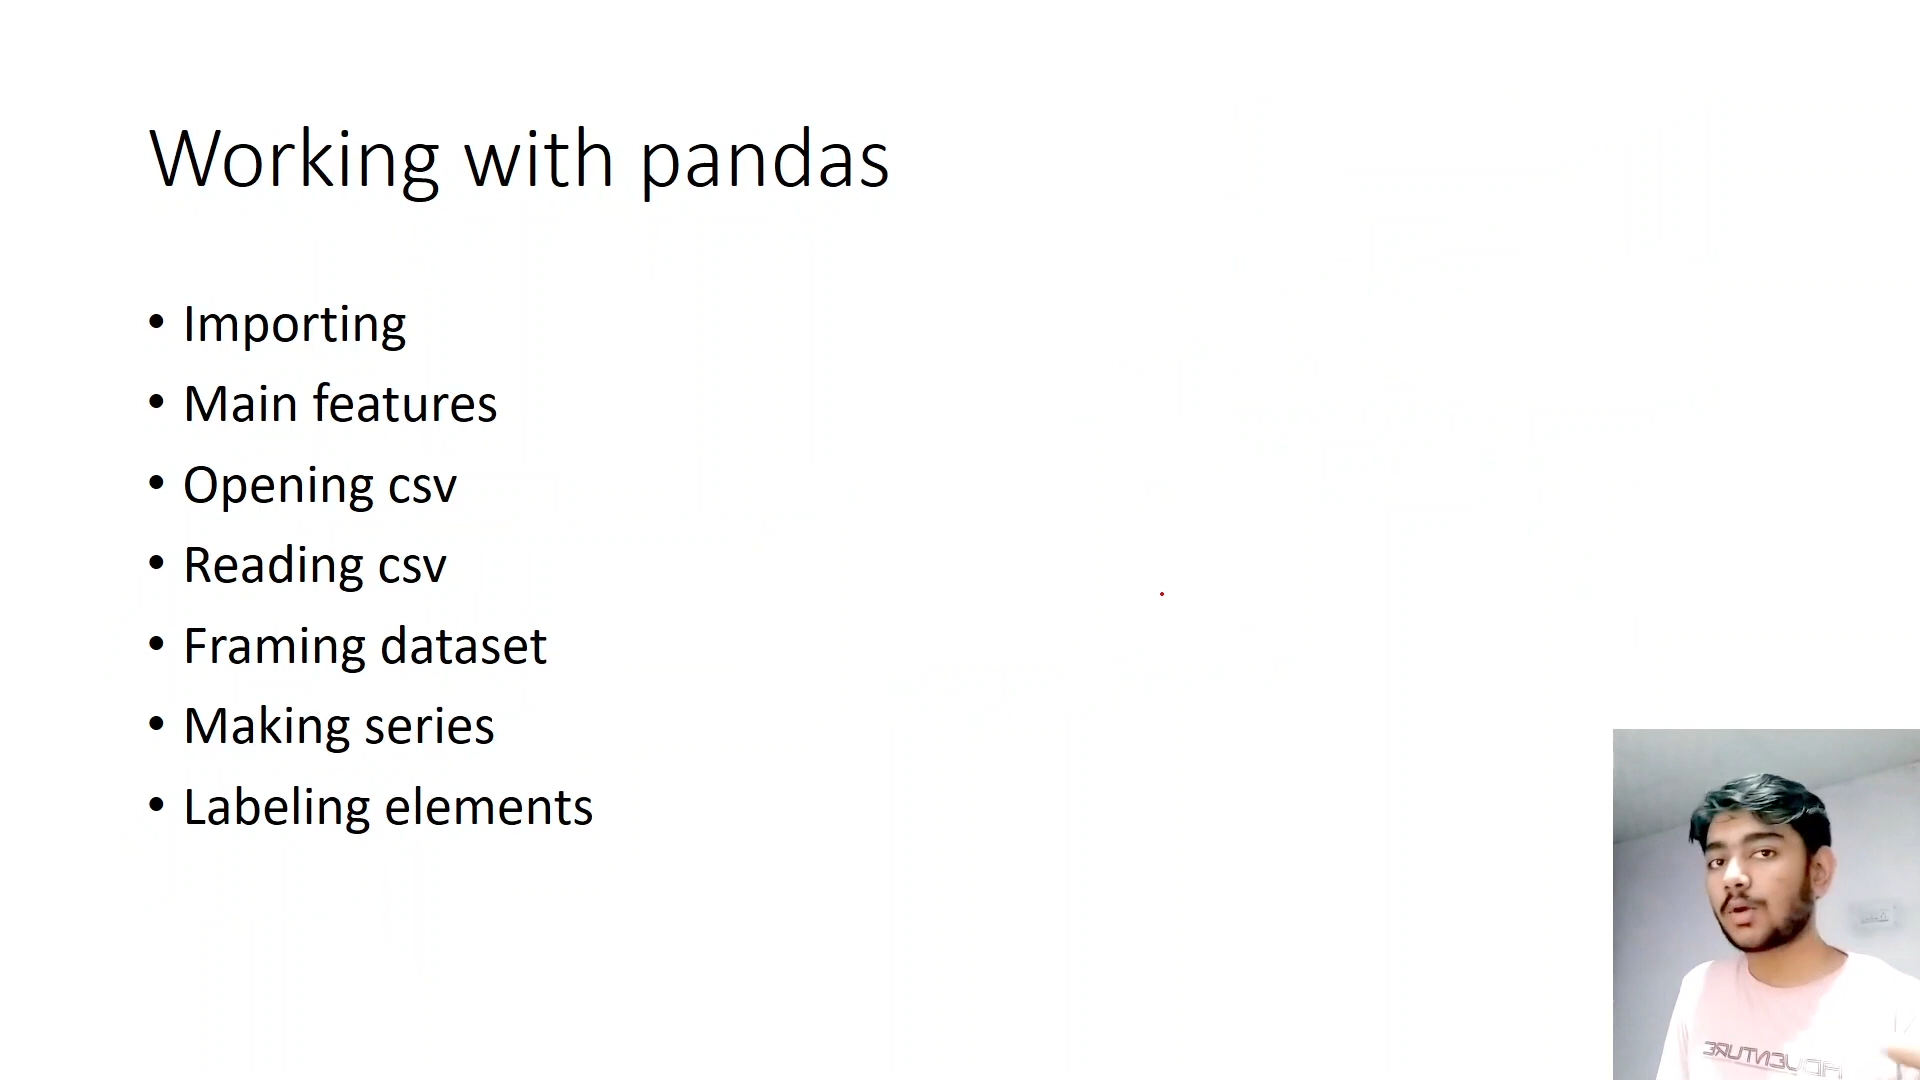 Working with pandas
• Importing
• Main features
• Opening csv
• Reading csv
• Framing dataset
• Making series
• Labeling elements